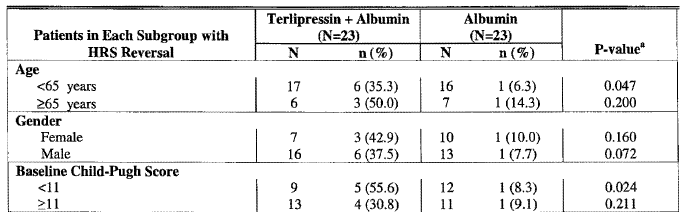 Terlipressin + Albumin Albumin
Patients in Each Subgroup with (N=23) (N=23)
HRS Reversal N n (%) N n (%) P-valueᵃ
Age
<65 years 17 6 (35.3) 16 1 (6.3) 0.047
≥65 years 6 3 (50.0) 7 1 (14.3) 0.200
Gender
Female 7 3 (42.9) 10 1 (10.0) 0.160
Male 16 6 (37.5) 13 1 (7.7) 0.072
Baseline Child-Pugh Score
<11 9 5 (55.6) 12 1 (8.3) 0.024
≥11 13 4 (30.8) 11 1 (9.1) 0.211